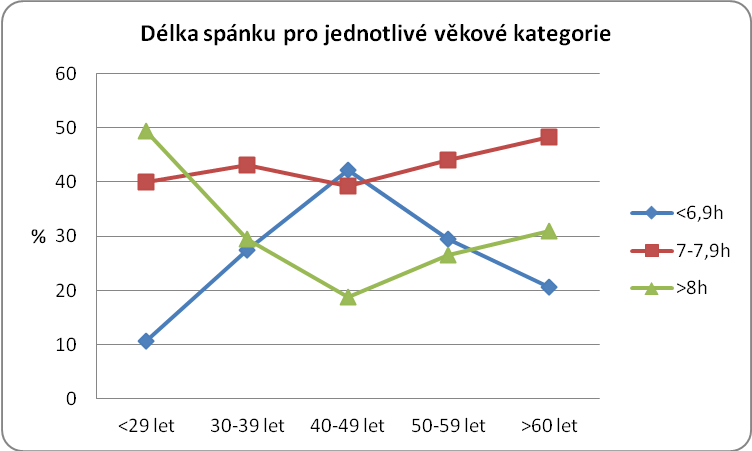 Délka spánku pro jednotlivé věkové kategorie
60
50
40
30
20
10
0
%
<29 let
30-39 let
40-49 let
50-59 let
>60 let
<6,9h
7-7,9h
>8h